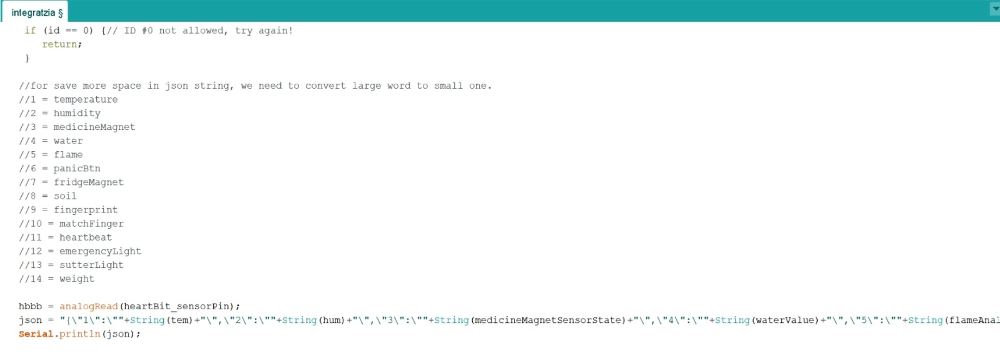 integratzia §
if (id == 0) {// ID #0 not allowed, try again!
return;
}
//for save more space in json string, we need to convert large word to small one.
//1 = temperature
//2 = humidity
//3 = medicineMagnet
//4 = water
//5 = flame
//6 = panicBtn
//7 = fridgeMagnet
//8 = soil
//9 = fingerprint
//10 = matchFinger
//11 = heartbeat
//12 = emergencyLight
//13 = sutterLight
//14 = weight
hbbb = analogRead(heartBit_sensorPin);
json = "{\"1\":\""+String(tem)+"\",\"2\":\""+String(hum)+"\",\"3\":\""+String(medicineMagnetSensorState)+"\",\"4\":\""+String(waterValue)+"\",\"5\":\""+String(flameAnal
Serial.println(json);